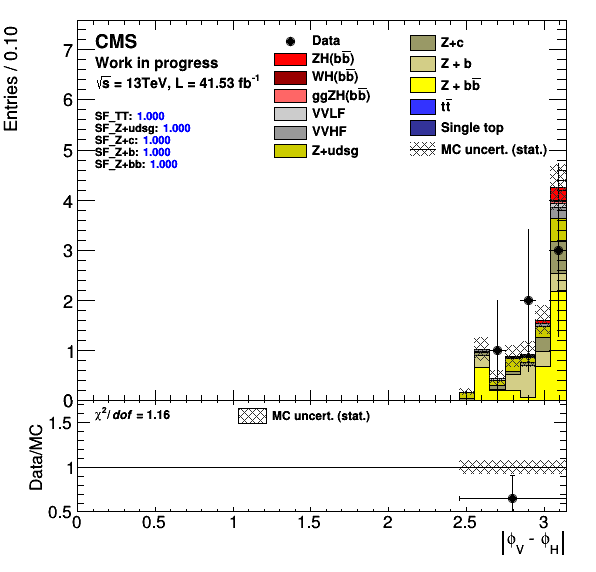 Entries / 0.10
7
6
5
4
3
2
1
0
CMS
Work in progress
√s = 13TeV, L = 41.53 fb⁻¹
SF_TT: 1.000
SF_Z+udsg: 1.000
SF_Z+c: 1.000
SF_Z+b: 1.000
SF_Z+bb: 1.000
Data
ZH(bb̅)
WH(bb̅)
ggZH(bb̅)
VVLF
VVHF
Z+udsg
Z+c
Z + b
Z + bb̅
tt̅
Single top
MC uncert. (stat.)
Data/MC
1.5
1
0.5
χ²/dof = 1.16
MC uncert. (stat.)
0 0.5 1 1.5 2 2.5 3
|ϕ_V - ϕ_H|